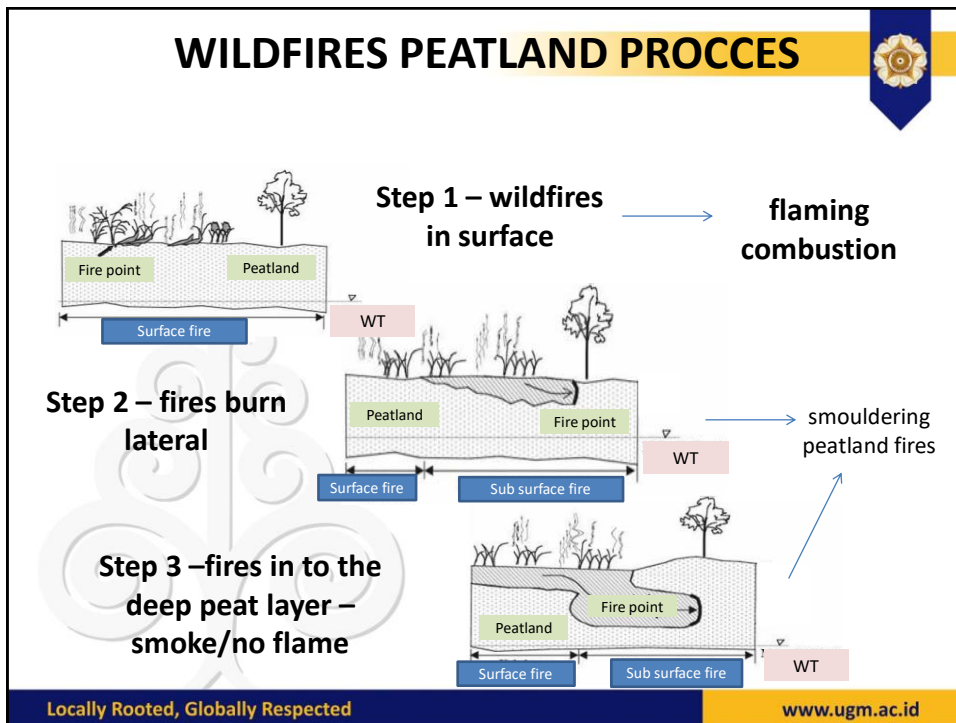 WILDFIRES PEATLAND PROCCES
Step 1 – wildfires
in surface
flaming
combustion
Fire point
Peatland
WT
Surface fire
Step 2 – fires burn
lateral
Peatland
Fire point
WT
Surface fire
Sub surface fire
smouldering
peatland fires
Step 3 –fires in to the
deep peat layer –
smoke/no flame
Fire point
Peatland
WT
Surface fire
Sub surface fire
Locally Rooted, Globally Respected
www.ugm.ac.id